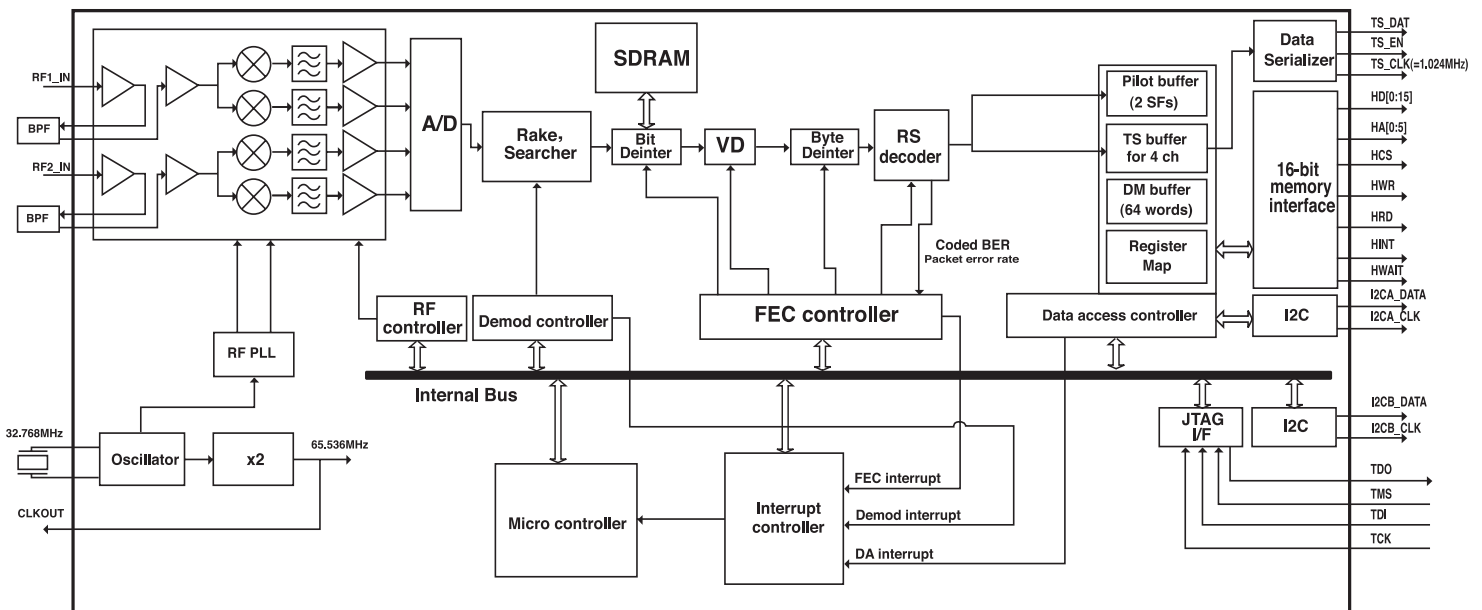 RF1_IN
BPF
RF2_IN
BPF
A/D
Rake,
Searcher
SDRAM
Bit
Deinter
VD
Byte
Deinter
RS
decoder
Pilot buffer
(2 SFs)
TS buffer
for 4 ch
DM buffer
(64 words)
Register
Map
Data
Serializer
TS_DAT
TS_EN
TS_CLK(=1.024MHz)
16-bit
memory
interface
HD[0:15]
HA[0:5]
HCS
HWR
HRD
HINT
HWAIT
Coded BER
Packet error rate
RF
controller
Demod controller
FEC controller
Data access controller
I2C
I2CA_DATA
I2CA_CLK
RF PLL
Internal Bus
32.768MHz
Oscillator
x2
65.536MHz
CLKOUT
Micro controller
Interrupt
controller
FEC interrupt
Demod interrupt
DA interrupt
JTAG
I/F
I2C
I2CB_DATA
I2CB_CLK
TDO
TMS
TDI
TCK